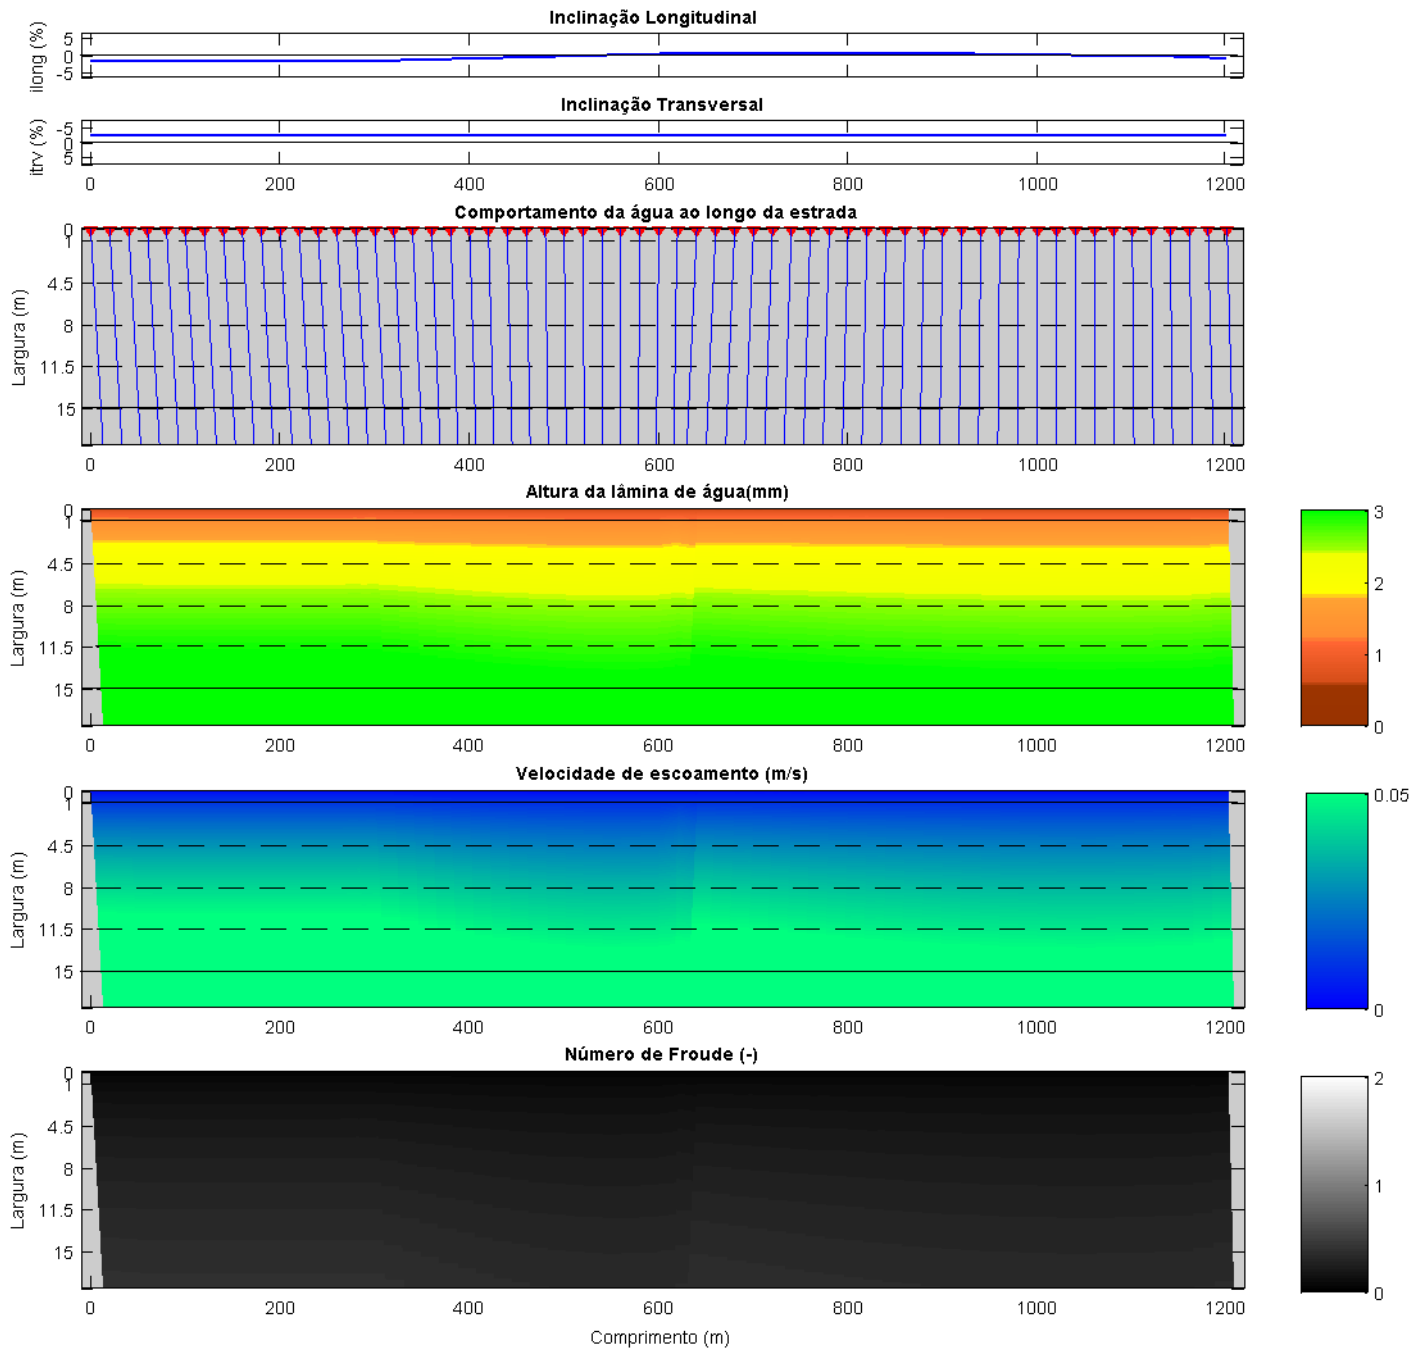 Inclinação Longitudinal
ilong (%)
5
0
-5
Inclinação Transversal
itrv (%)
-5
0
5
0 200 400 600 800 1000 1200
Comportamento da água ao longo da estrada
Largura (m)
0
1
4.5
8
11.5
15
0 200 400 600 800 1000 1200
Altura da lâmina de água(mm)
Largura (m)
0
1
4.5
8
11.5
15
0 200 400 600 800 1000 1200
3
2
1
0
Velocidade de escoamento (m/s)
Largura (m)
0
1
4.5
8
11.5
15
0 200 400 600 800 1000 1200
0.05
0
Número de Froude (-)
Largura (m)
0
1
4.5
8
11.5
15
0 200 400 600 800 1000 1200
2
1
0
Comprimento (m)